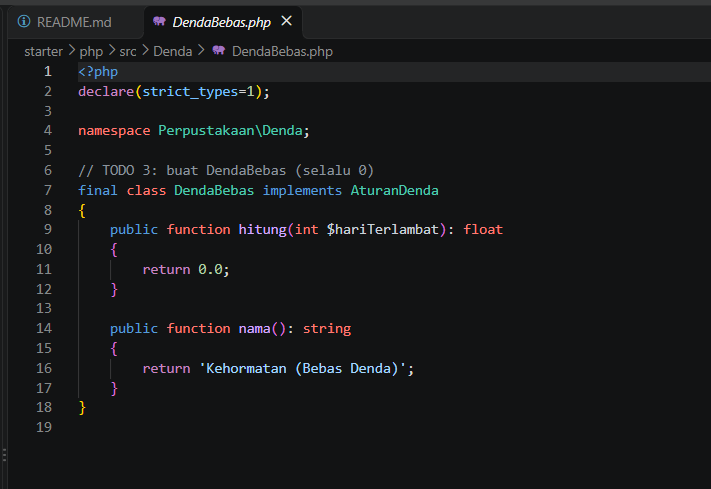 README.md DendaBebas.php
starter php src Denda DendaBebas.php
1 <?php
2 declare(strict_types=1);
3
4 namespace Perpustakaan\Denda;
5
6 // TODO 3: buat DendaBebas (selalu 0)
7 final class DendaBebas implements AturanDenda
8 {
9     public function hitung(int $hariTerlambat): float
10     {
11         return 0.0;
12     }
13
14     public function nama(): string
15     {
16         return 'Kehormatan (Bebas Denda)';
17     }
18 }
19